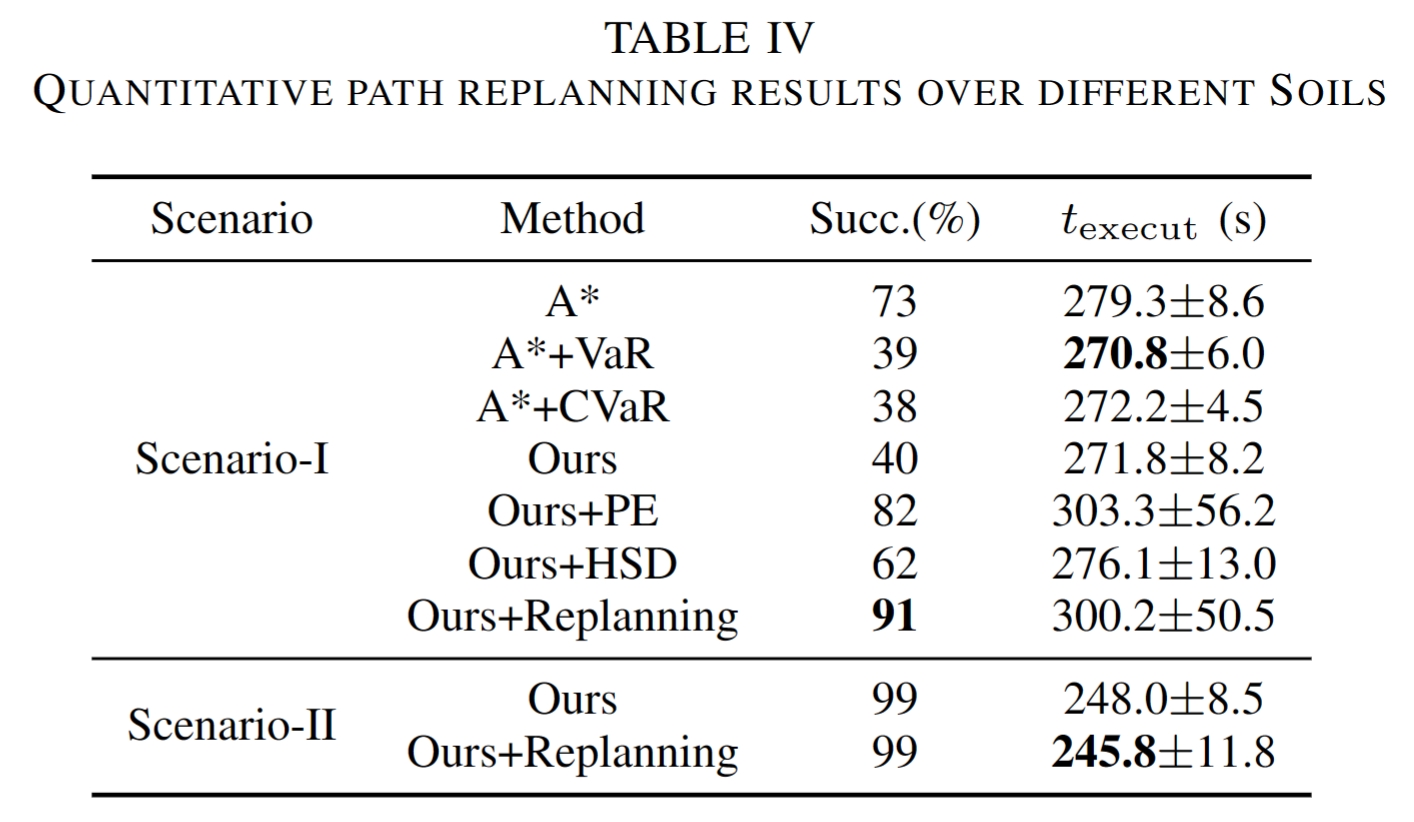 TABLE IV
QUANTITATIVE PATH REPLANNING RESULTS OVER DIFFERENT SOILS
Scenario Method Succ.(%) t_execut (s)
A* 73 279.3±8.6
A*+VaR 39 270.8±6.0
A*+CVaR 38 272.2±4.5
Scenario-I Ours 40 271.8±8.2
Ours+PE 82 303.3±56.2
Ours+HSD 62 276.1±13.0
Ours+Replanning 91 300.2±50.5
Scenario-II Ours 99 248.0±8.5
Ours+Replanning 99 245.8±11.8